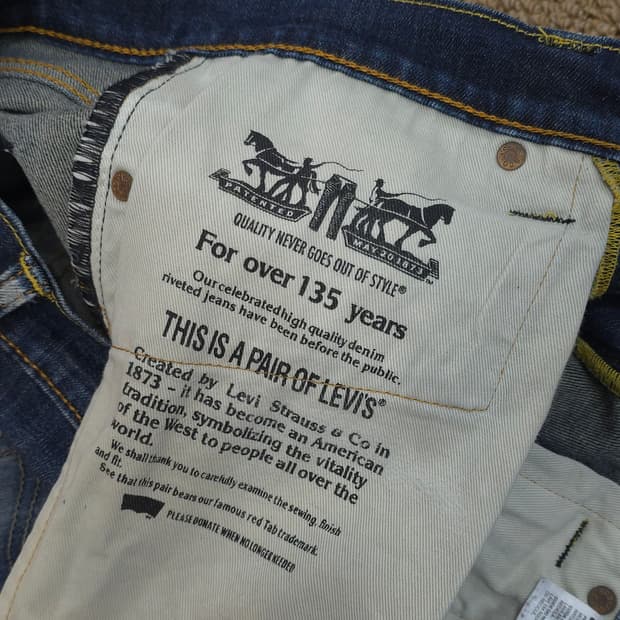 PATENTED
MAY 20 1873
QUALITY NEVER GOES OUT OF STYLE®
For over 135 years
Our celebrated high quality denim
riveted jeans have been before the public.
THIS IS A PAIR OF LEVI'S®
Created by Levi Strauss & Co in
1873 – it has become an American
tradition, symbolizing the vitality
of the West to people all over the
world.
We shall thank you to carefully examine the sewing, finish
and fit.
See that this pair bears our famous red Tab trademark.
PLEASE DONATE WHEN NO LONGER NEEDED